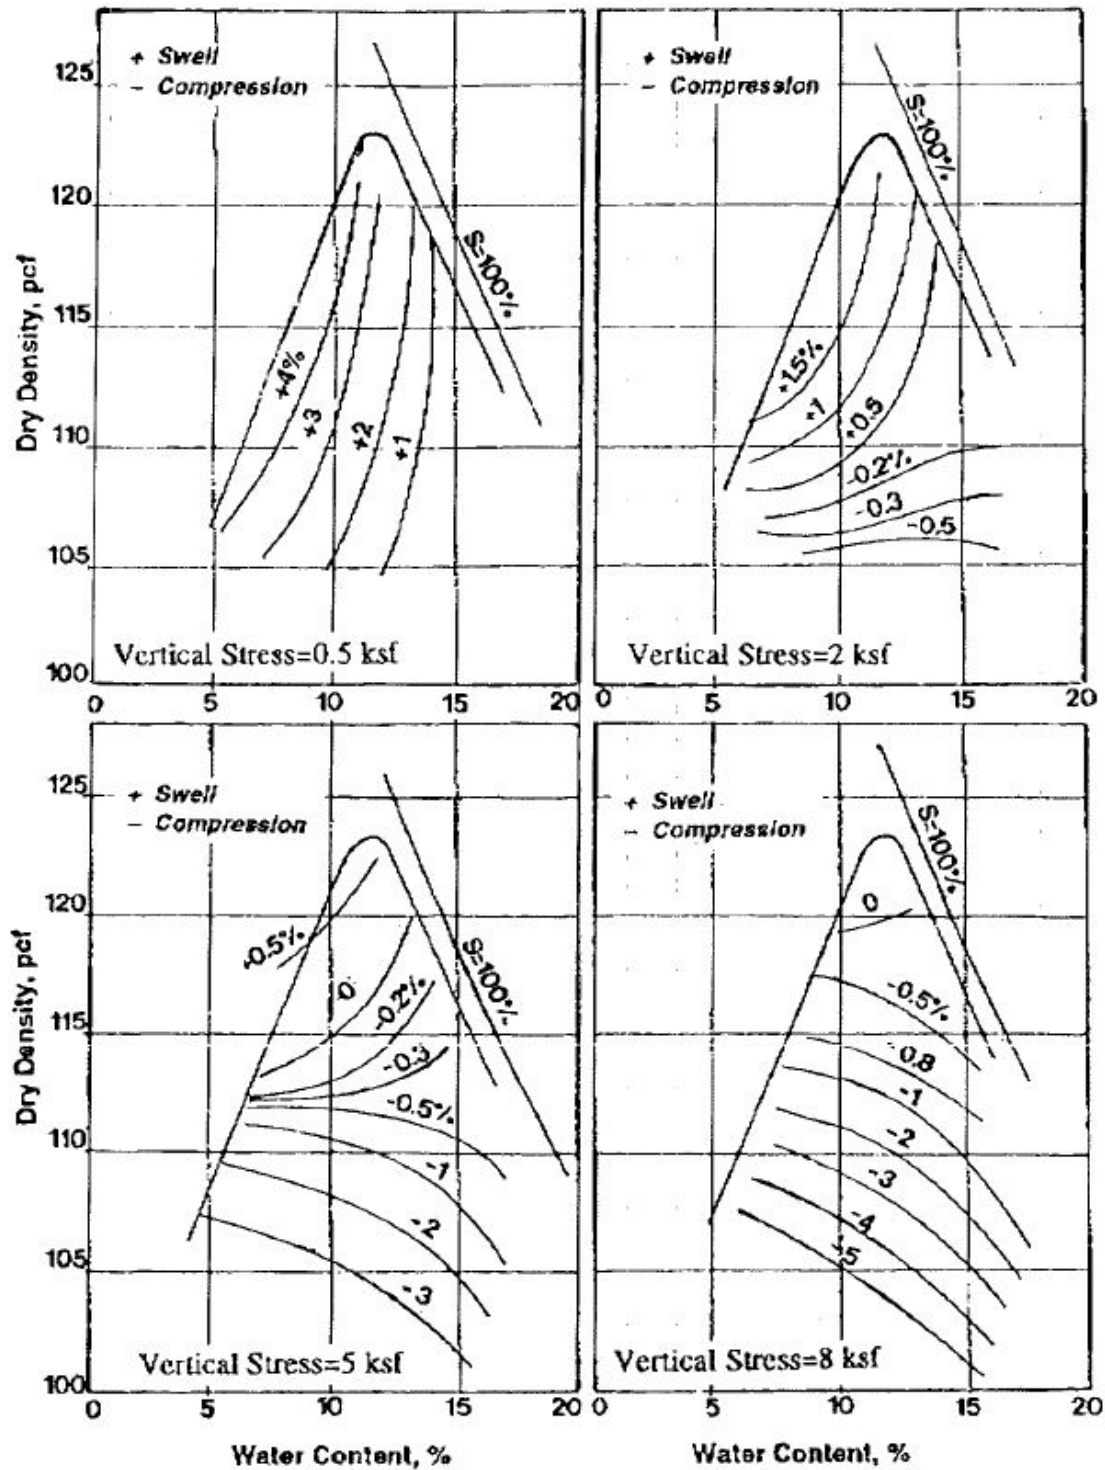 + Swell
− Compression
S=100%
+4%
+3
+2
+1
Vertical Stress=0.5 ksf
125
120
115
110
105
100
0 5 10 15 20
Dry Density, pcf
+ Swell
− Compression
S=100%
+1.5%
+1
+0.5
-0.2%
-0.3
-0.5
Vertical Stress=2 ksf
0 5 10 15 20
+ Swell
− Compression
S=100%
+0.5%
0
-0.2%
-0.3
-0.5%
-1
-2
-3
Vertical Stress=5 ksf
125
120
115
110
105
100
0 5 10 15 20
Dry Density, pcf
Water Content, %
+ Swell
− Compression
S=100%
0
-0.5%
-0.8
-1
-2
-3
-4
-5
Vertical Stress=8 ksf
0 5 10 15 20
Water Content, %